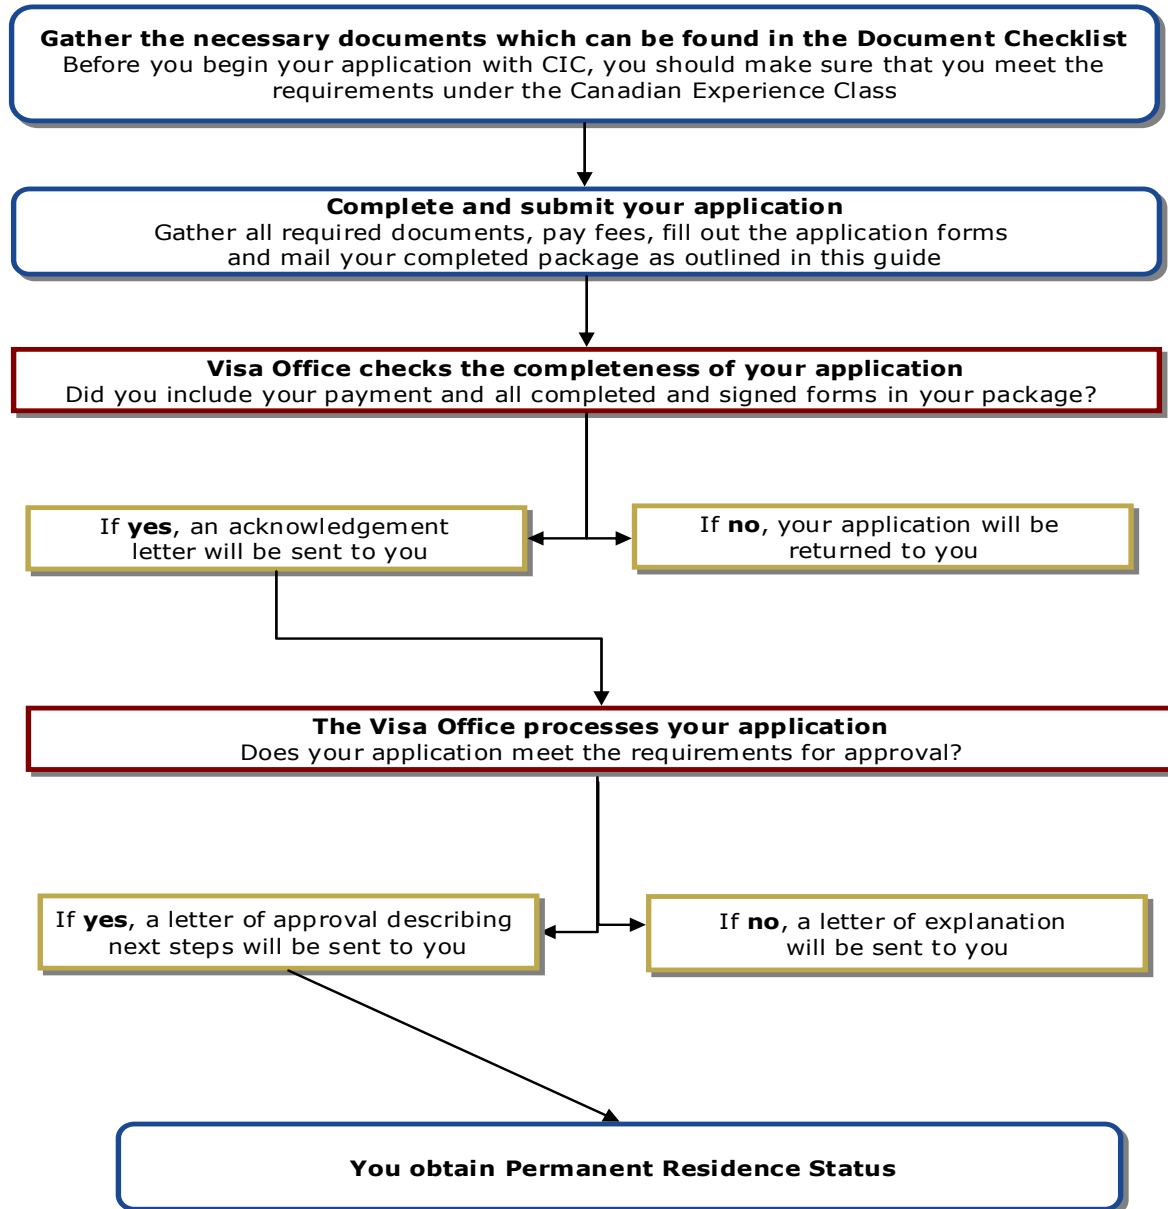 Gather the necessary documents which can be found in the Document Checklist
Before you begin your application with CIC, you should make sure that you meet the
requirements under the Canadian Experience Class
Complete and submit your application
Gather all required documents, pay fees, fill out the application forms
and mail your completed package as outlined in this guide
Visa Office checks the completeness of your application
Did you include your payment and all completed and signed forms in your package?
If yes, an acknowledgement
letter will be sent to you
If no, your application will be
returned to you
The Visa Office processes your application
Does your application meet the requirements for approval?
If yes, a letter of approval describing
next steps will be sent to you
If no, a letter of explanation
will be sent to you
You obtain Permanent Residence Status